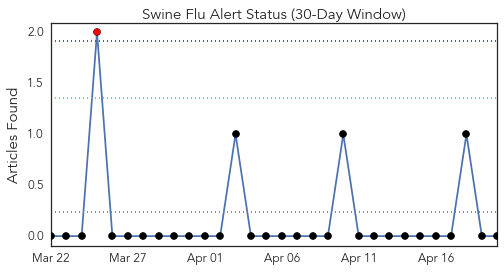 Swine Flu Alert Status (30-Day Window)
Articles Found
2.0
1.5
1.0
0.5
0.0
Mar 22 Mar 27 Apr 01 Apr 06 Apr 11 Apr 16